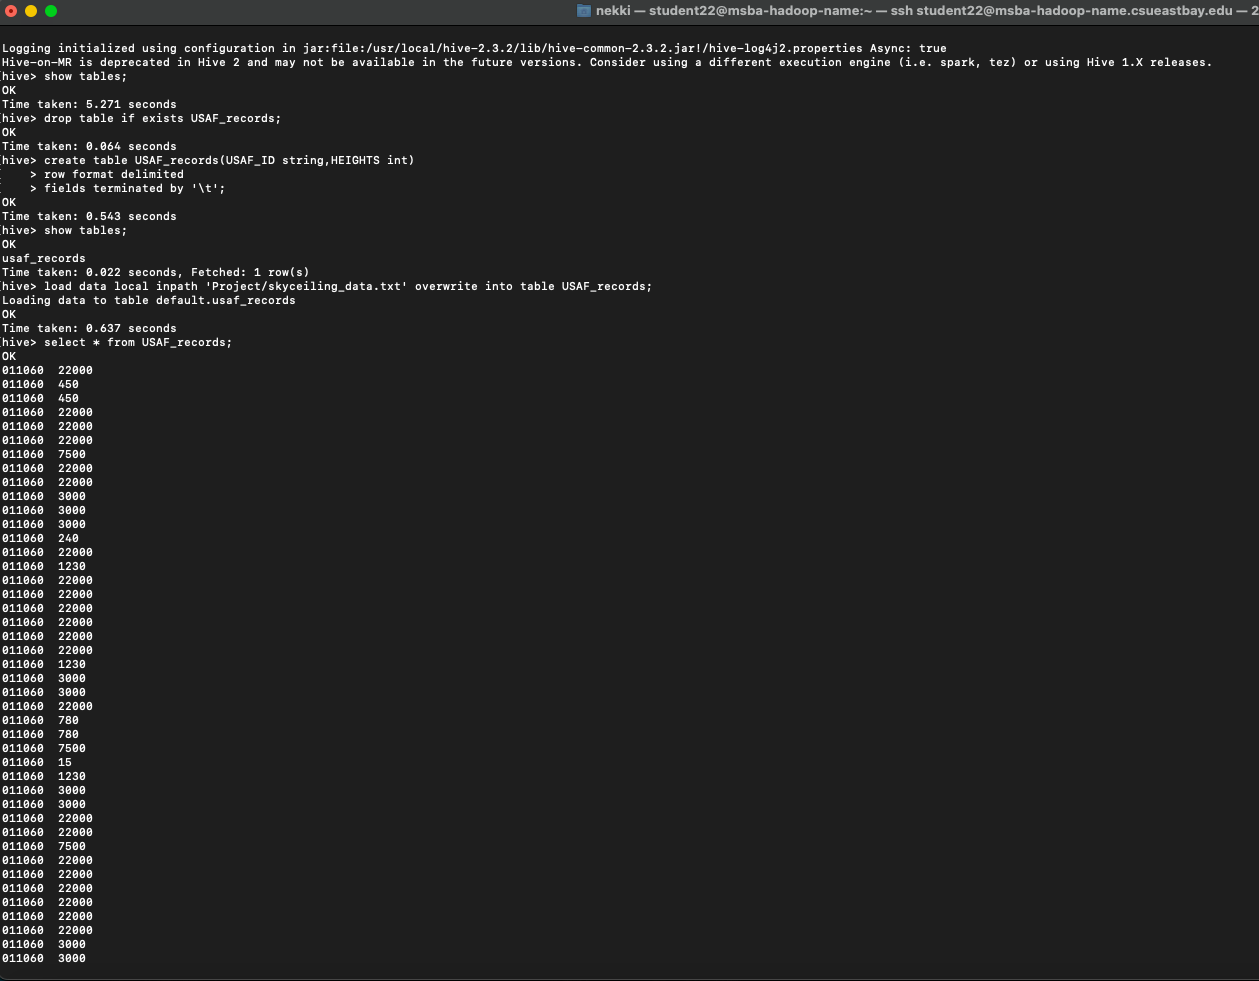 nekki — student22@msba-hadoop-name:~ — ssh student22@msba-hadoop-name.csueastbay.edu — 2
Logging initialized using configuration in jar:file:/usr/local/hive-2.3.2/lib/hive-common-2.3.2.jar!/hive-log4j2.properties Async: true
Hive-on-MR is deprecated in Hive 2 and may not be available in the future versions. Consider using a different execution engine (i.e. spark, tez) or using Hive 1.X releases.
[hive> show tables;
OK
Time taken: 5.271 seconds
[hive> drop table if exists USAF_records;
OK
Time taken: 0.064 seconds
[hive> create table USAF_records(USAF_ID string,HEIGHTS int)
[    > row format delimited
[    > fields terminated by '\t';
OK
Time taken: 0.543 seconds
[hive> show tables;
OK
usaf_records
Time taken: 0.022 seconds, Fetched: 1 row(s)
[hive> load data local inpath 'Project/skyceiling_data.txt' overwrite into table USAF_records;
Loading data to table default.usaf_records
OK
Time taken: 0.637 seconds
[hive> select * from USAF_records;
OK
011060  22000
011060  450
011060  450
011060  22000
011060  22000
011060  22000
011060  7500
011060  22000
011060  22000
011060  3000
011060  3000
011060  3000
011060  240
011060  22000
011060  1230
011060  22000
011060  22000
011060  22000
011060  22000
011060  22000
011060  22000
011060  1230
011060  3000
011060  3000
011060  22000
011060  780
011060  780
011060  7500
011060  15
011060  1230
011060  3000
011060  3000
011060  22000
011060  22000
011060  7500
011060  22000
011060  22000
011060  22000
011060  22000
011060  22000
011060  22000
011060  3000
011060  3000